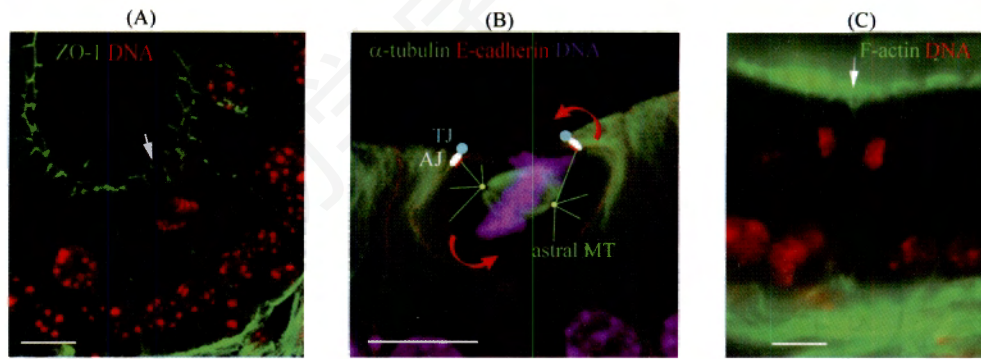 (A)
(B)
(C)
ZO-1 DNA
α-tubulin E-cadherin DNA
F-actin DNA
TJ
AJ
astral MT